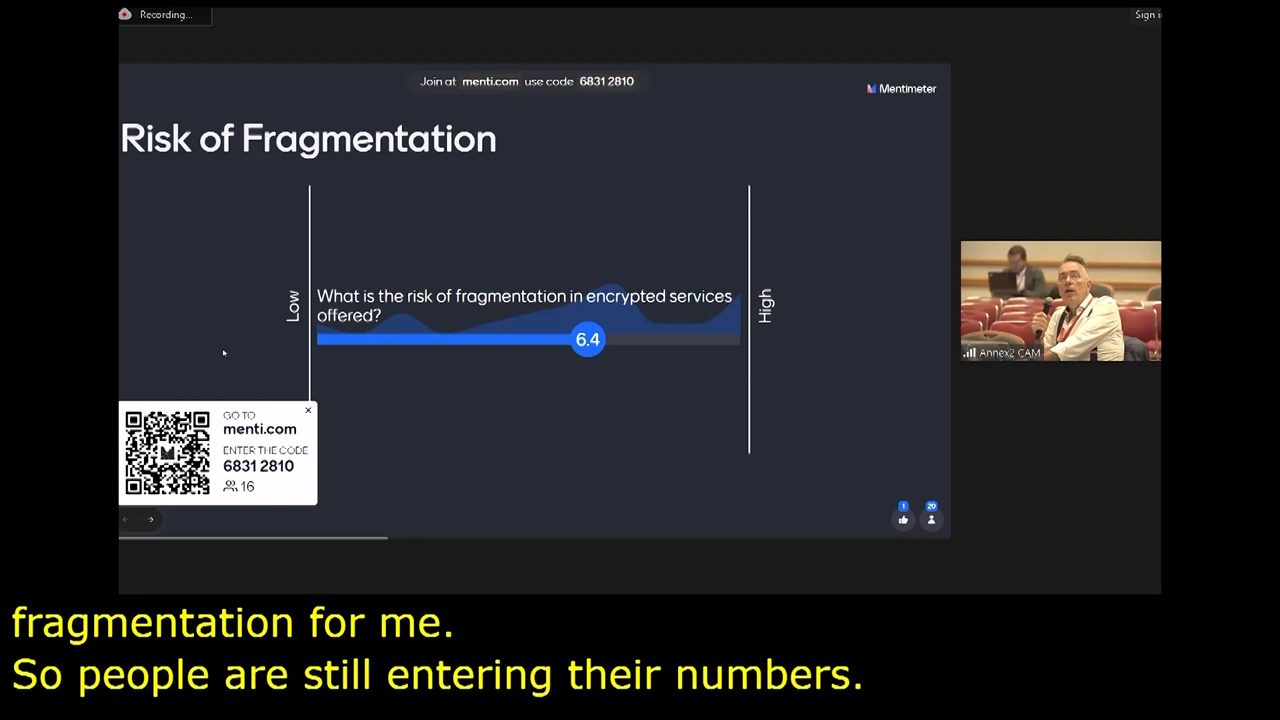 Recording...
Sign i
Join at menti.com use code 6831 2810
Mentimeter
Risk of Fragmentation
Low
What is the risk of fragmentation in encrypted services
offered?
6.4
High
Annex2 CAM
GO TO
menti.com
ENTER THE CODE
6831 2810
16
1
20
fragmentation for me.
So people are still entering their numbers.